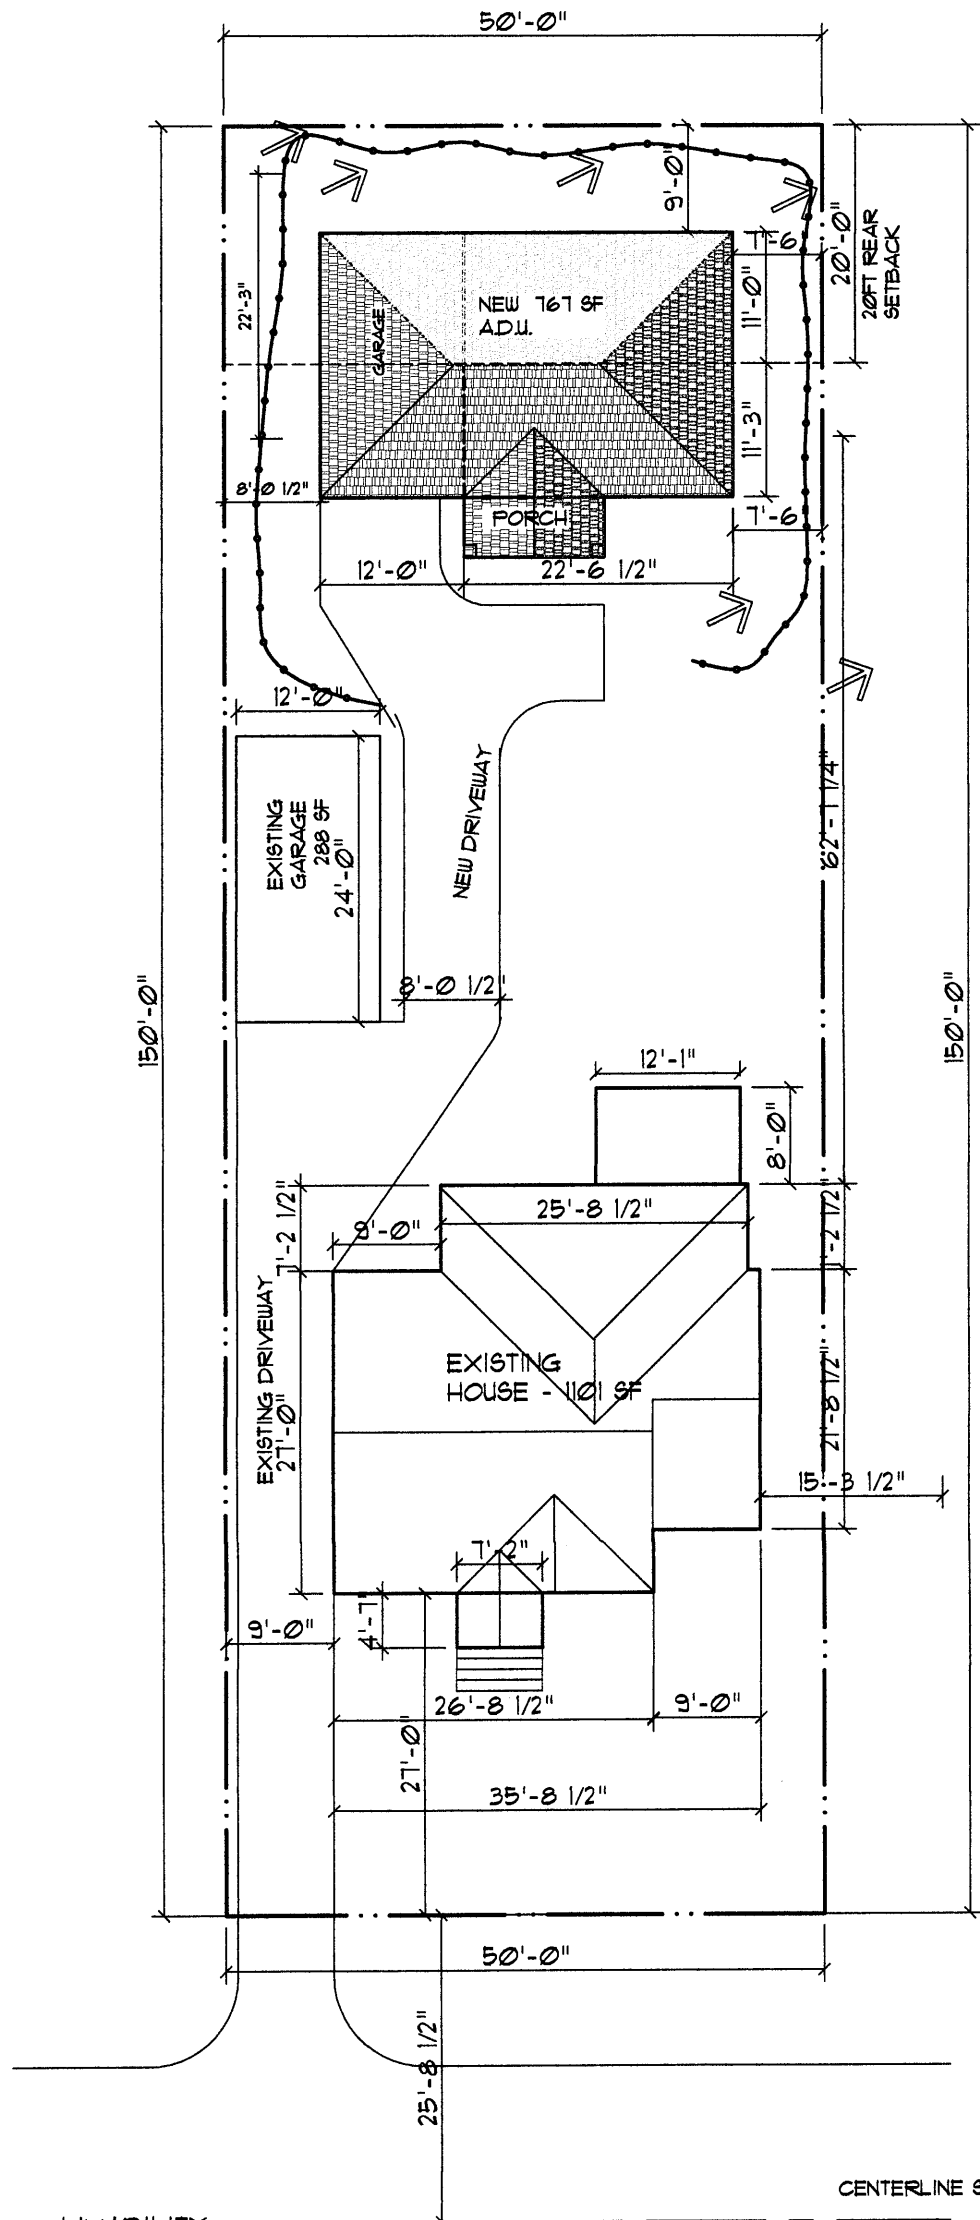 50'-0"
9'-0"
7'-6
20'-0"
20FT REAR
SETBACK
22'-3"
GARAGE
NEW 767 SF
A.D.U.
11'-0"
11'-3"
8'-0 1/2"
PORCH
7'-6
12'-0"
22'-6 1/2"
12'-0"
62'-1 1/4"
EXISTING
GARAGE
288 SF
24'-0"
NEW DRIVEWAY
8'-0 1/2"
150'-0"
150'-0"
12'-1"
8'-0"
7'-2 1/2"
9'-0"
25'-8 1/2"
7'-2 1/2"
EXISTING DRIVEWAY
27'-0"
EXISTING
HOUSE - 1101 SF
21'-8 1/2"
15'-3 1/2"
7'-2"
4'-7"
9'-0"
26'-8 1/2"
9'-0"
27'-0"
35'-8 1/2"
50'-0"
25'-8 1/2"
CENTERLINE S